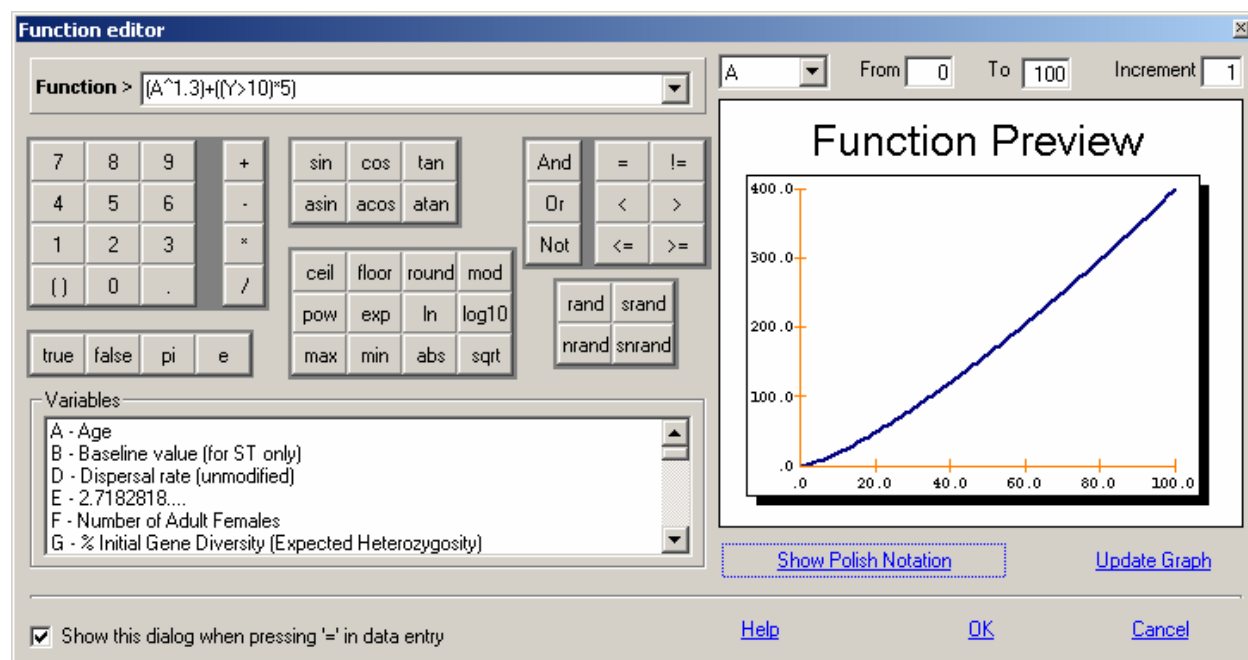 Function editor
Function > (A^1.3)+((Y>10)*5)
A From 0 To 100 Increment 1
7 8 9 +
4 5 6 -
1 2 3 *
( ) 0 . /
true false pi e
sin cos tan
asin acos atan
ceil floor round mod
pow exp ln log10
max min abs sqrt
And = !=
Or < >
Not <= >=
rand srand
nrand snrand
Variables
A - Age
B - Baseline value (for ST only)
D - Dispersal rate (unmodified)
E - 2.7182818....
F - Number of Adult Females
G - % Initial Gene Diversity (Expected Heterozygosity)
Function Preview
400.0
300.0
200.0
100.0
.0
.0 20.0 40.0 60.0 80.0 100.0
Show Polish Notation Update Graph
Show this dialog when pressing '=' in data entry
Help OK Cancel